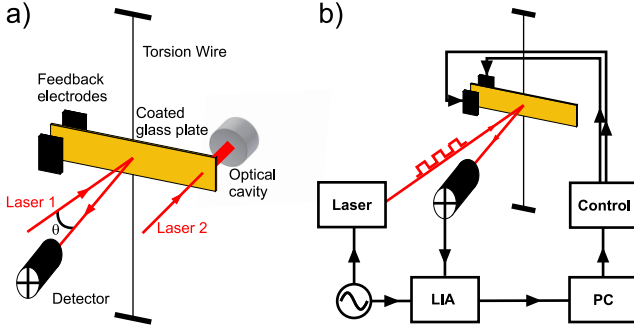 a)
Torsion Wire
Feedback
electrodes
Coated
glass plate
Optical
cavity
Laser 1
θ
Laser 2
Detector
b)
Laser
Control
LIA
PC